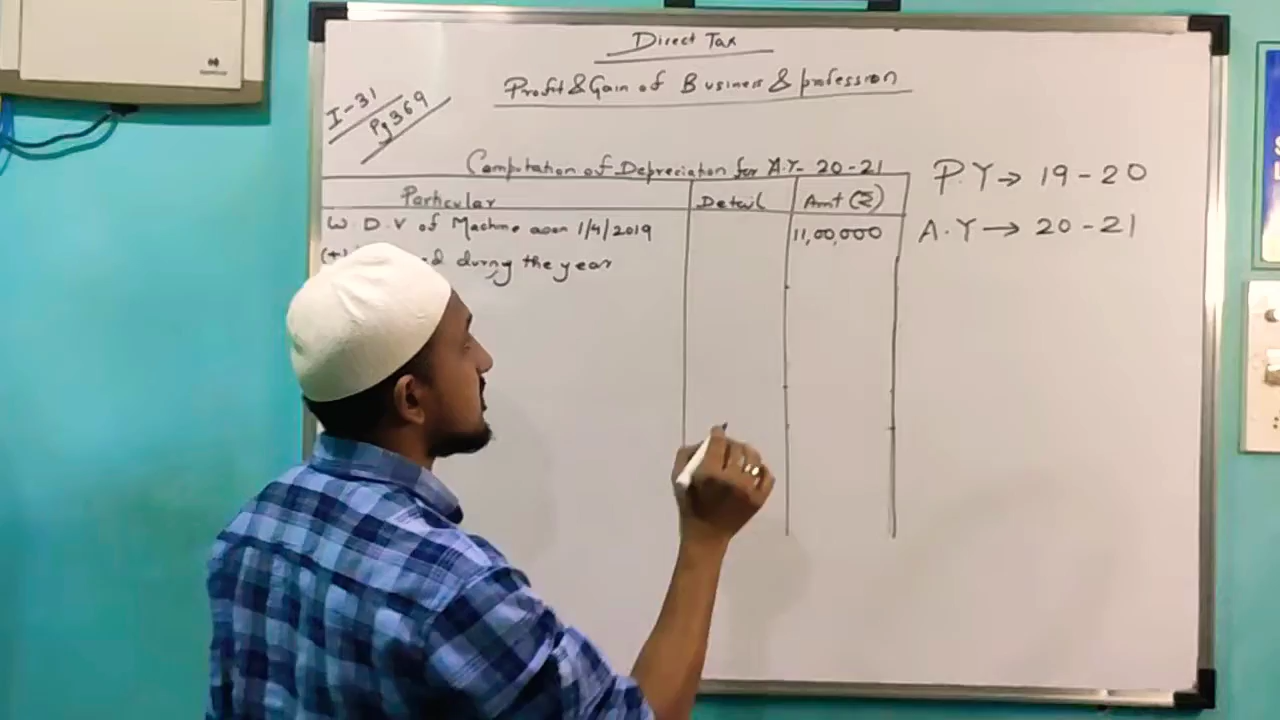 Direct Tax
Profit & Gain of Business & profession
I-31
Pg 369
Computation of Depreciation for A.Y- 20-21
Particular Detail Amt (₹)
W.D.V of Machine as on 1/4/2019 11,00,000
(+) during the year
P.Y → 19-20
A.Y → 20-21